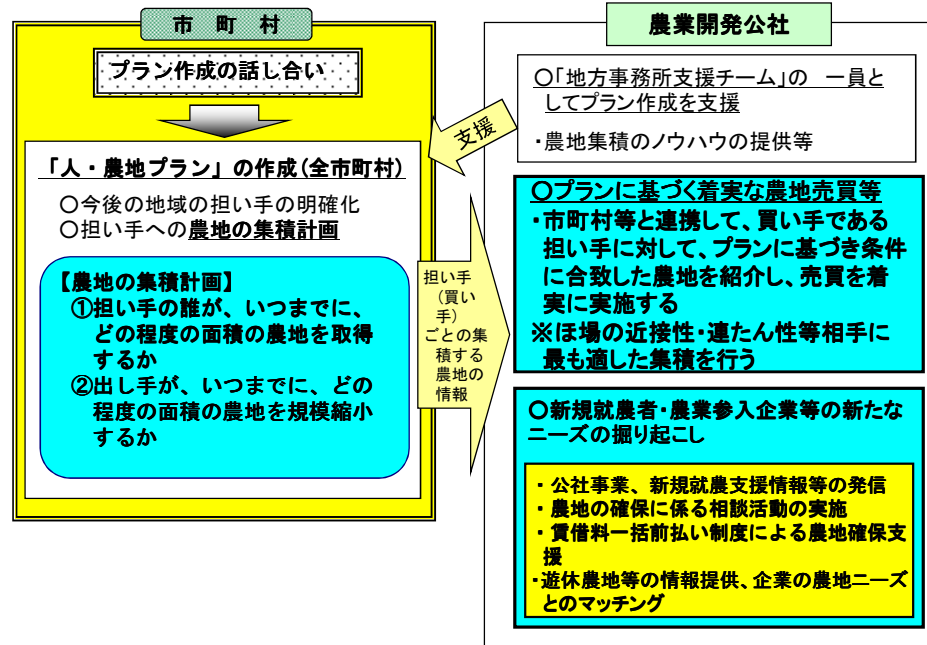 市 町 村
プラン作成の話し合い
「人・農地プラン」の作成(全市町村)
○今後の地域の担い手の明確化
○担い手への農地の集積計画
【農地の集積計画】
①担い手の誰が、いつまでに、
どの程度の面積の農地を取得
するか
②出し手が、いつまでに、どの
程度の面積の農地を規模縮小
するか
支援
担い手
(買い
手)
ごとの集
積する
農地の
情報
農業開発公社
○「地方事務所支援チーム」の 一員と
してプラン作成を支援
・農地集積のノウハウの提供等
○プランに基づく着実な農地売買等
・市町村等と連携して、買い手である
担い手に対して、プランに基づき条件
に合致した農地を紹介し、売買を着
実に実施する
※ほ場の近接性・連たん性等相手に
最も適した集積を行う
○新規就農者・農業参入企業等の新たな
ニーズの掘り起こし
・公社事業、新規就農支援情報等の発信
・農地の確保に係る相談活動の実施
・賃借料一括前払い制度による農地確保支
援
・遊休農地等の情報提供、企業の農地ニーズ
とのマッチング